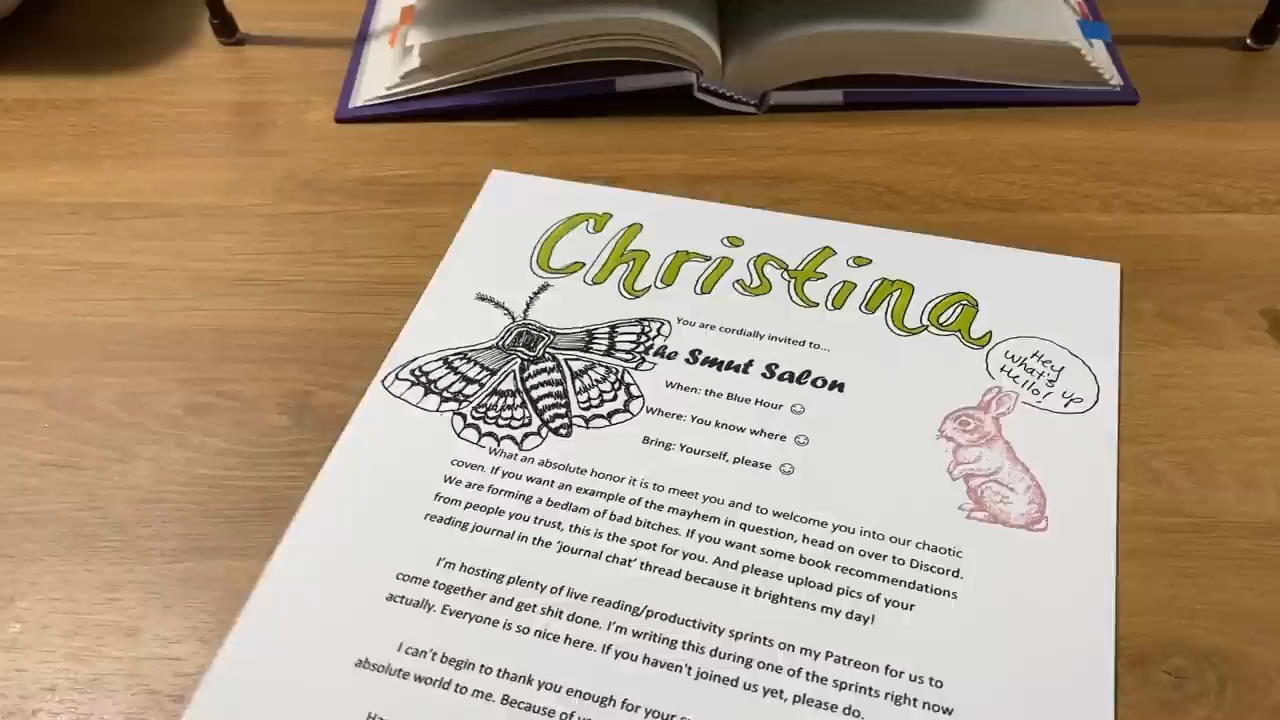 Christina
You are cordially invited to...
the Smut Salon
When: the Blue Hour ☺
Where: You know where ☺
Bring: Yourself, please ☺
Hey
What's up
Hello!
What an absolute honor it is to meet you and to welcome you into our chaotic
coven. If you want an example of the mayhem in question, head on over to Discord.
We are forming a bedlam of bad bitches. If you want some book recommendations
from people you trust, this is the spot for you. And please upload pics of your
reading journal in the 'journal chat' thread because it brightens my day!
I'm hosting plenty of live reading/productivity sprints on my Patreon for us to
come together and get shit done. I'm writing this during one of the sprints right now
actually. Everyone is so nice here. If you haven't joined us yet, please do.
I can't begin to thank you enough for your
absolute world to me. Because of